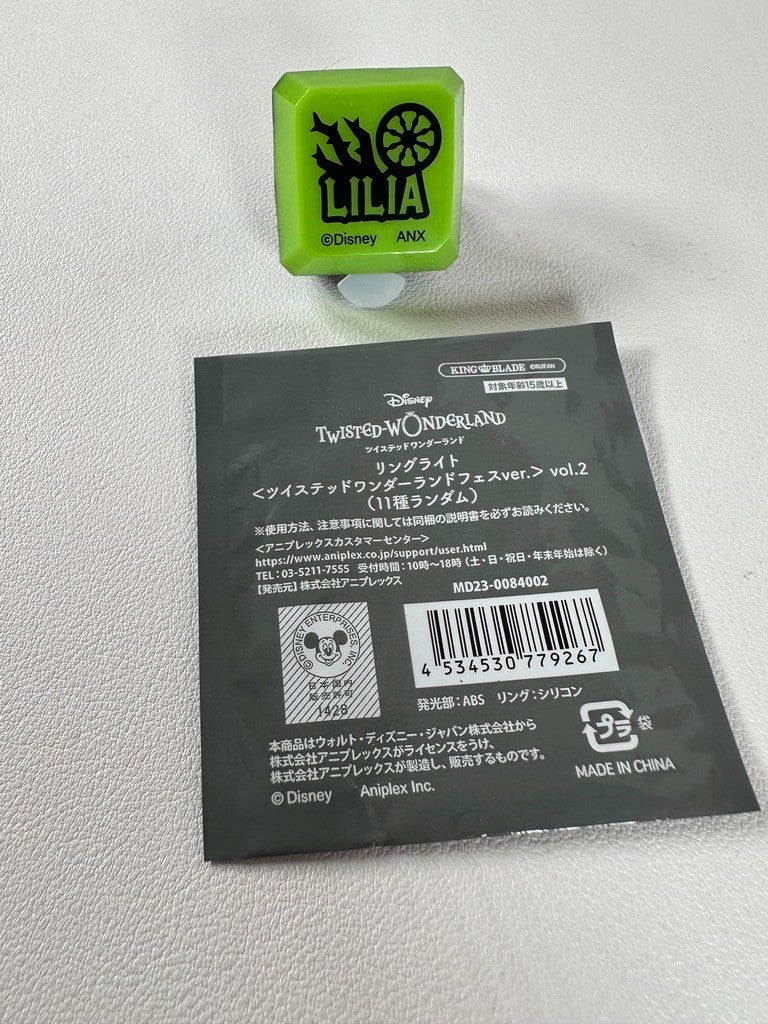 LILIA
©Disney ANX
KING BLADE ©RUIFAN
対象年齢15歳以上
Disney
TWISTED-WONDERLAND
ツイステッドワンダーランド
リングライト
<ツイステッドワンダーランドフェスver.> vol.2
(11種ランダム)
※使用方法、注意事項に関しては同梱の説明書を必ずお読みください。
<アニプレックスカスタマーセンター>
https://www.aniplex.co.jp/support/user.html
TEL:03-5211-7555 受付時間:10時〜18時(土・日・祝日・年末年始は除く)
【発売元】株式会社アニプレックス
MD23-0084002
©DISNEY ENTERPRISES, INC.
日本国内
販売許可
1428
4 534530 779267
発光部:ABS リング:シリコン
プラ
袋
本商品はウォルト・ディズニー・ジャパン株式会社から
株式会社アニプレックスがライセンスをうけ、
株式会社アニプレックスが製造し、販売するものです。
©Disney Aniplex Inc.
MADE IN CHINA